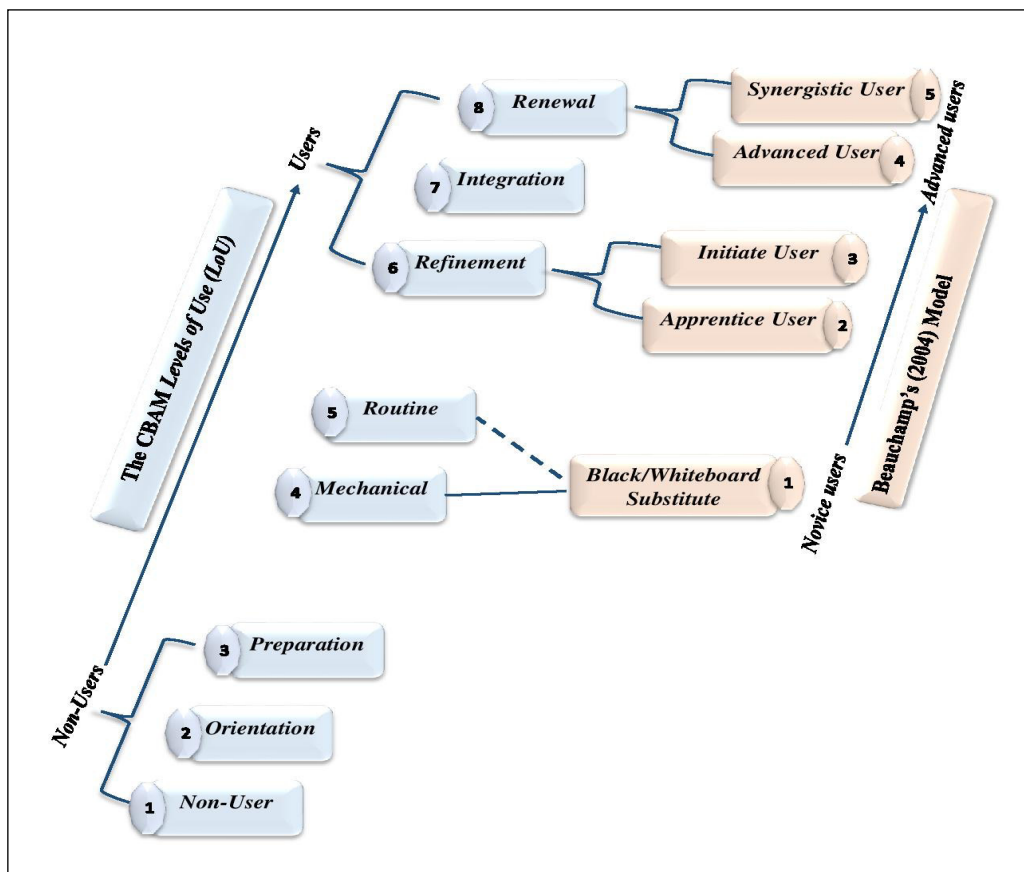 Synergistic User
5
Advanced User
4
Renewal
8
Integration
7
Refinement
6
Initiate User
3
Apprentice User
2
Users
Advanced users
The CBAM Levels of Use (LoU)
Beauchamp's (2004) Model
Routine
5
Mechanical
4
Black/Whiteboard
Substitute
1
Novice users
Non-Users
Preparation
3
Orientation
2
Non-User
1